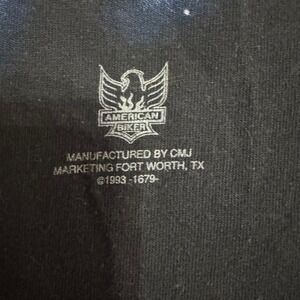 AMERICAN
BIKER
MANUFACTURED BY CMJ
MARKETING FORT WORTH, TX
©1993 -1679-